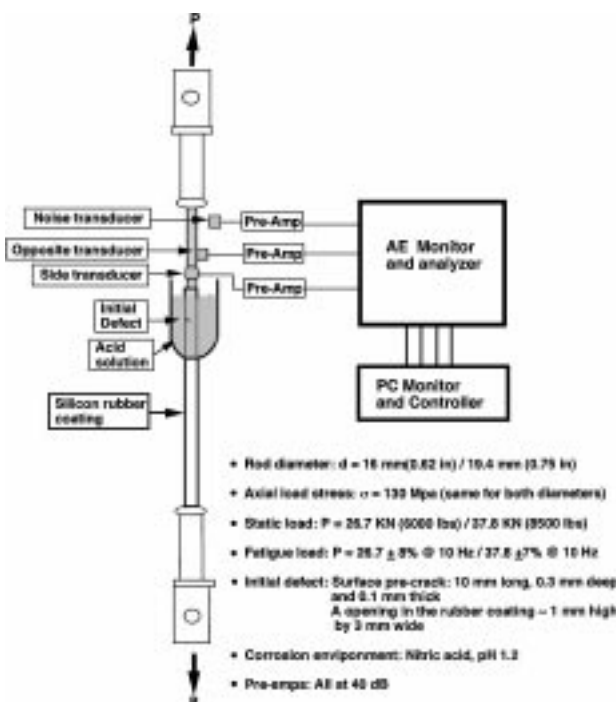 P
Noise transducer
Pre-Amp
Opposite transducer
Pre-Amp
Side transducer
Pre-Amp
AE Monitor
and analyzer
Initial
Defect
Acid
solution
PC Monitor
and Controller
Silicon rubber
coating
• Rod diameter: d = 16 mm(0.62 in) / 19.4 mm (0.75 in)
• Axial load stress: σ = 130 Mpa (same for both diameters)
• Static load: P = 26.7 KN (6000 lbs) / 37.8 KN (8500 lbs)
• Fatigue load: P = 26.7 ± 8% @ 10 Hz / 37.8 ±7% @ 10 Hz
• Initial defect: Surface pre-crack: 10 mm long, 0.3 mm deep
and 0.1 mm thick
A opening in the rubber coating – 1 mm high
by 3 mm wide
• Corrosion envipornment: Nitric acid, pH 1.2
• Pre-emps: All at 40 dB